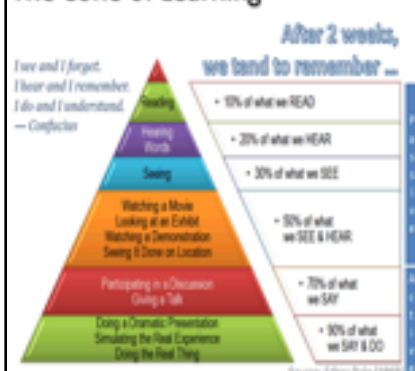 The Cone of Learning
After 2 weeks,
we tend to remember ...
I see and I forget.
I hear and I remember.
I do and I understand.
— Confucius
Reading
• 10% of what we READ
Hearing
Words
• 20% of what we HEAR
Seeing
• 30% of what we SEE
Watching a Movie
Looking at an Exhibit
Watching a Demonstration
Seeing It Done on Location
• 50% of what
we SEE & HEAR
Participating in a Discussion
Giving a Talk
• 70% of what
we SAY
Doing a Dramatic Presentation
Simulating the Real Experience
Doing the Real Thing
• 90% of what
we SAY & DO